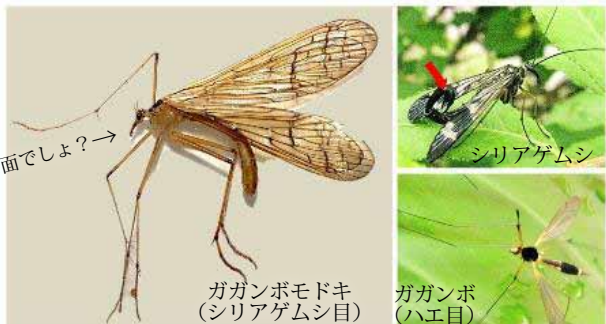 面でしょ？→
ガガンボモドキ
（シリアゲムシ目）
シリアゲムシ
ガガンボ
（ハエ目）